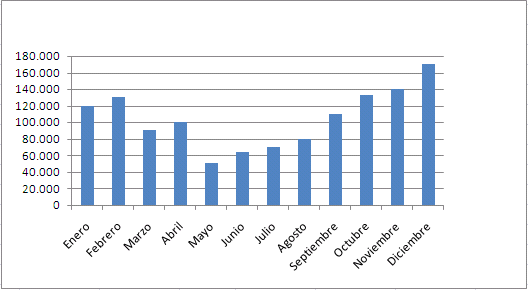 180.000
160.000
140.000
120.000
100.000
80.000
60.000
40.000
20.000
0
Enero
Febrero
Marzo
Abril
Mayo
Junio
Julio
Agosto
Septiembre
Octubre
Noviembre
Diciembre